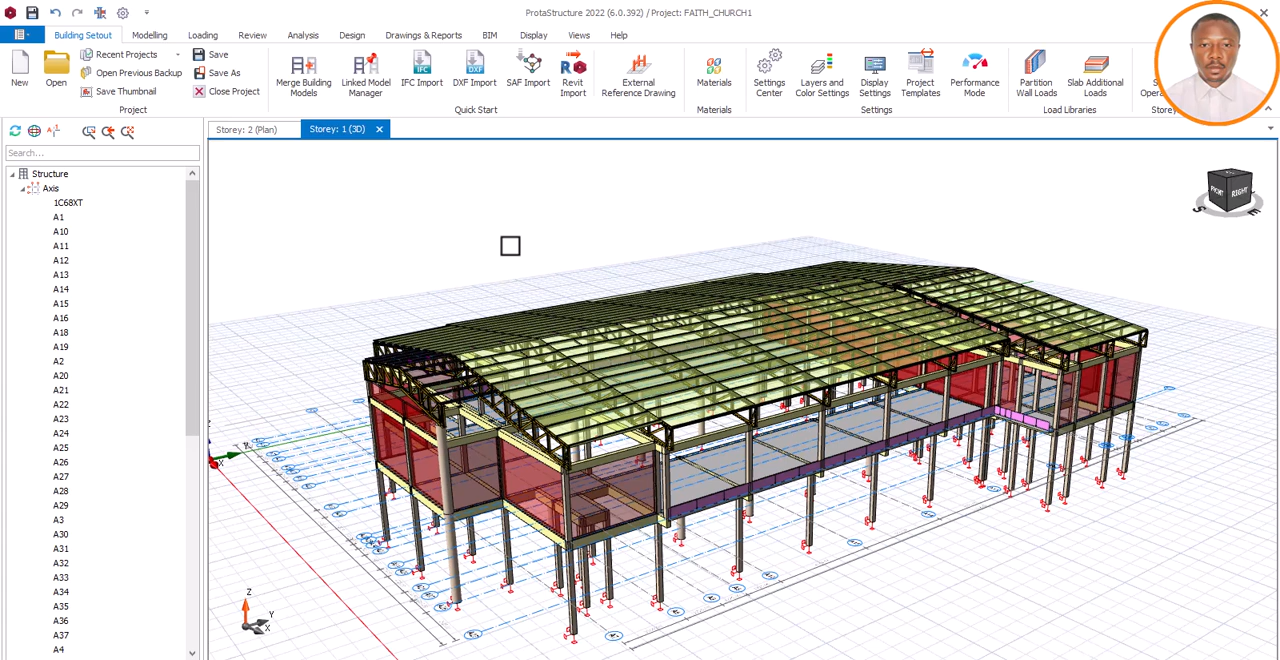 ProtaStructure 2022 (6.0.392) / Project: FAITH_CHURCH1
Building Setout Modelling Loading Review Analysis Design Drawings & Reports BIM Display Views Help
New
Open
Recent Projects
Open Previous Backup
Save Thumbnail
Save
Save As
Close Project
Project
Merge Building Models
Linked Model Manager
IFC Import
DXF Import
SAF Import
Revit Import
External Reference Drawing
Quick Start
Materials
Materials
Settings Center
Layers and Color Settings
Display Settings
Project Templates
Performance Mode
Settings
Partition Wall Loads
Slab Additional Loads
Load Libraries
Storey: 2 (Plan)
Storey: 1 (3D)
Search...
Structure
Axis
1C68XT
A1
A10
A11
A12
A13
A14
A15
A16
A18
A19
A2
A20
A21
A22
A23
A24
A25
A26
A27
A28
A29
A3
A30
A31
A32
A33
A34
A35
A36
A37
A4
FRONT
RIGHT
S
E
Z
Y
X